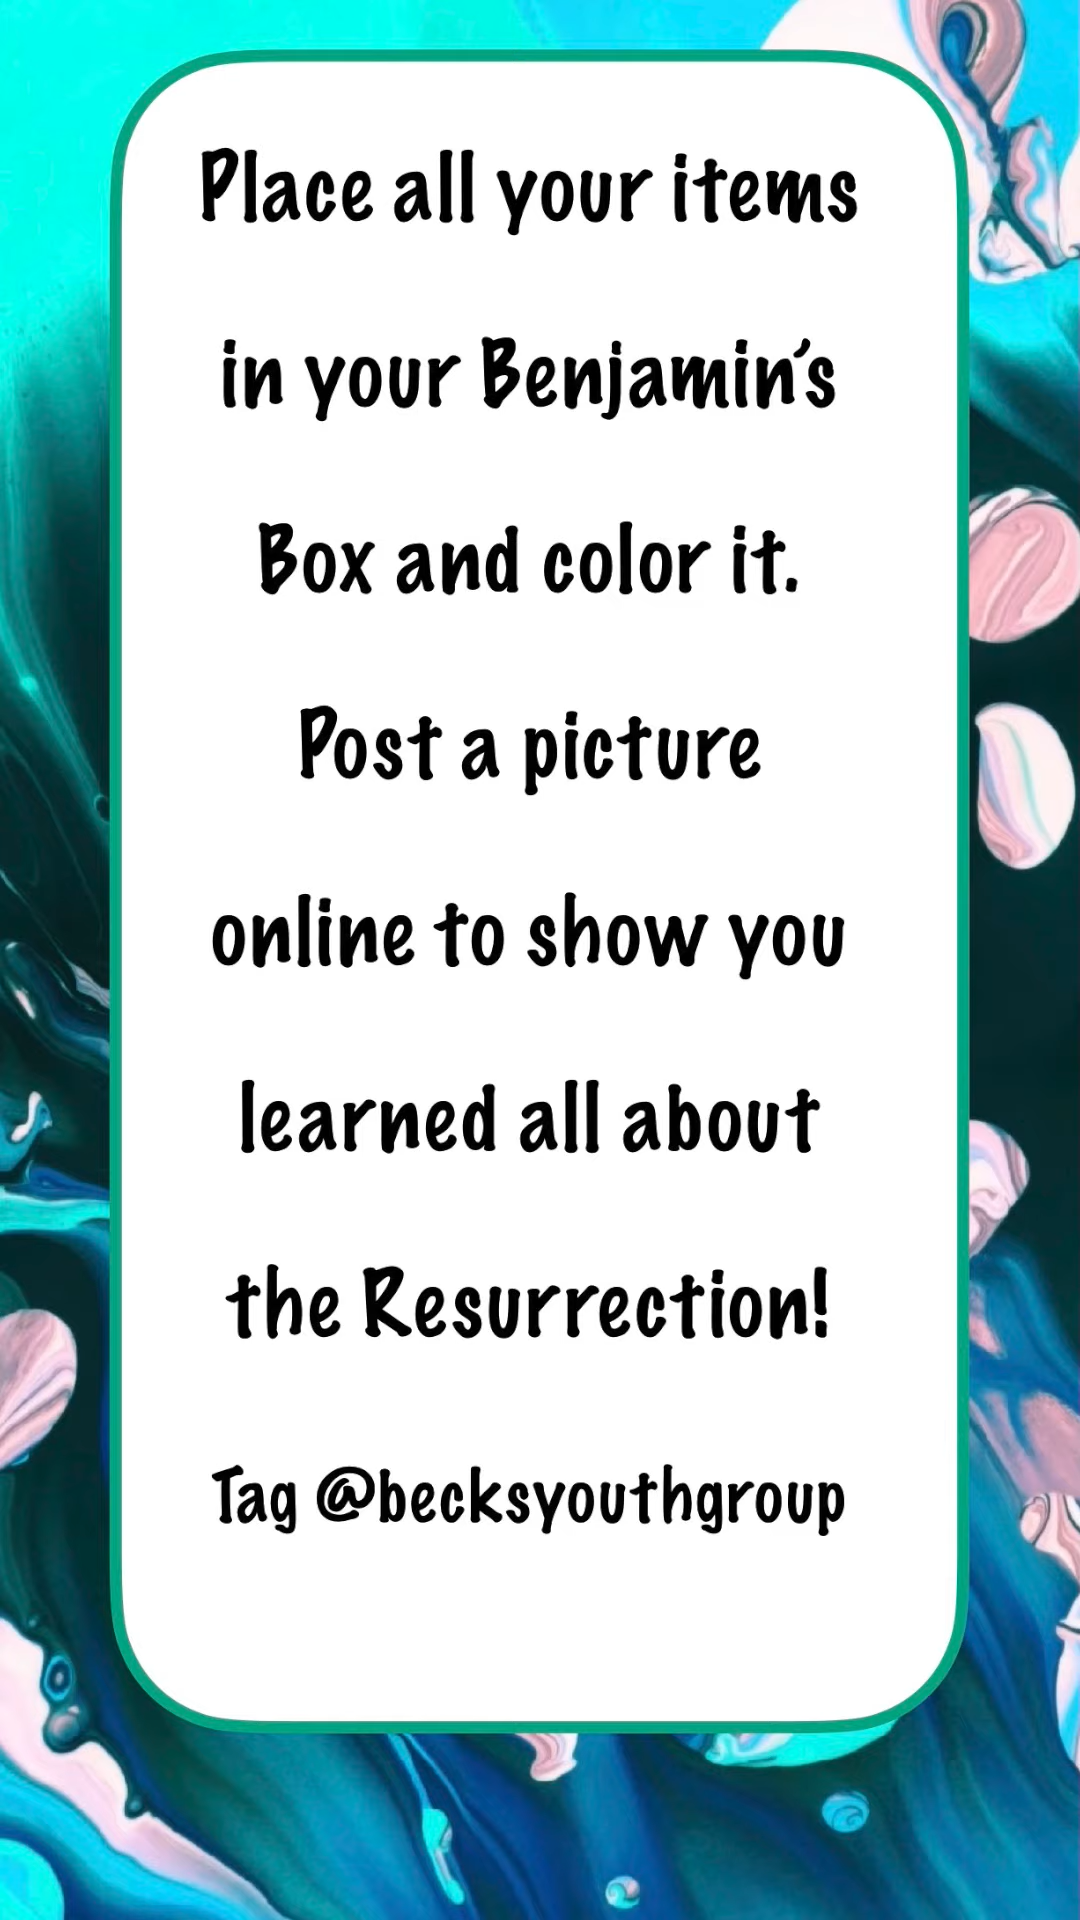 Place all your items
in your Benjamin's
Box and color it.
Post a picture
online to show you
learned all about
the Resurrection!
Tag @becksyouthgroup